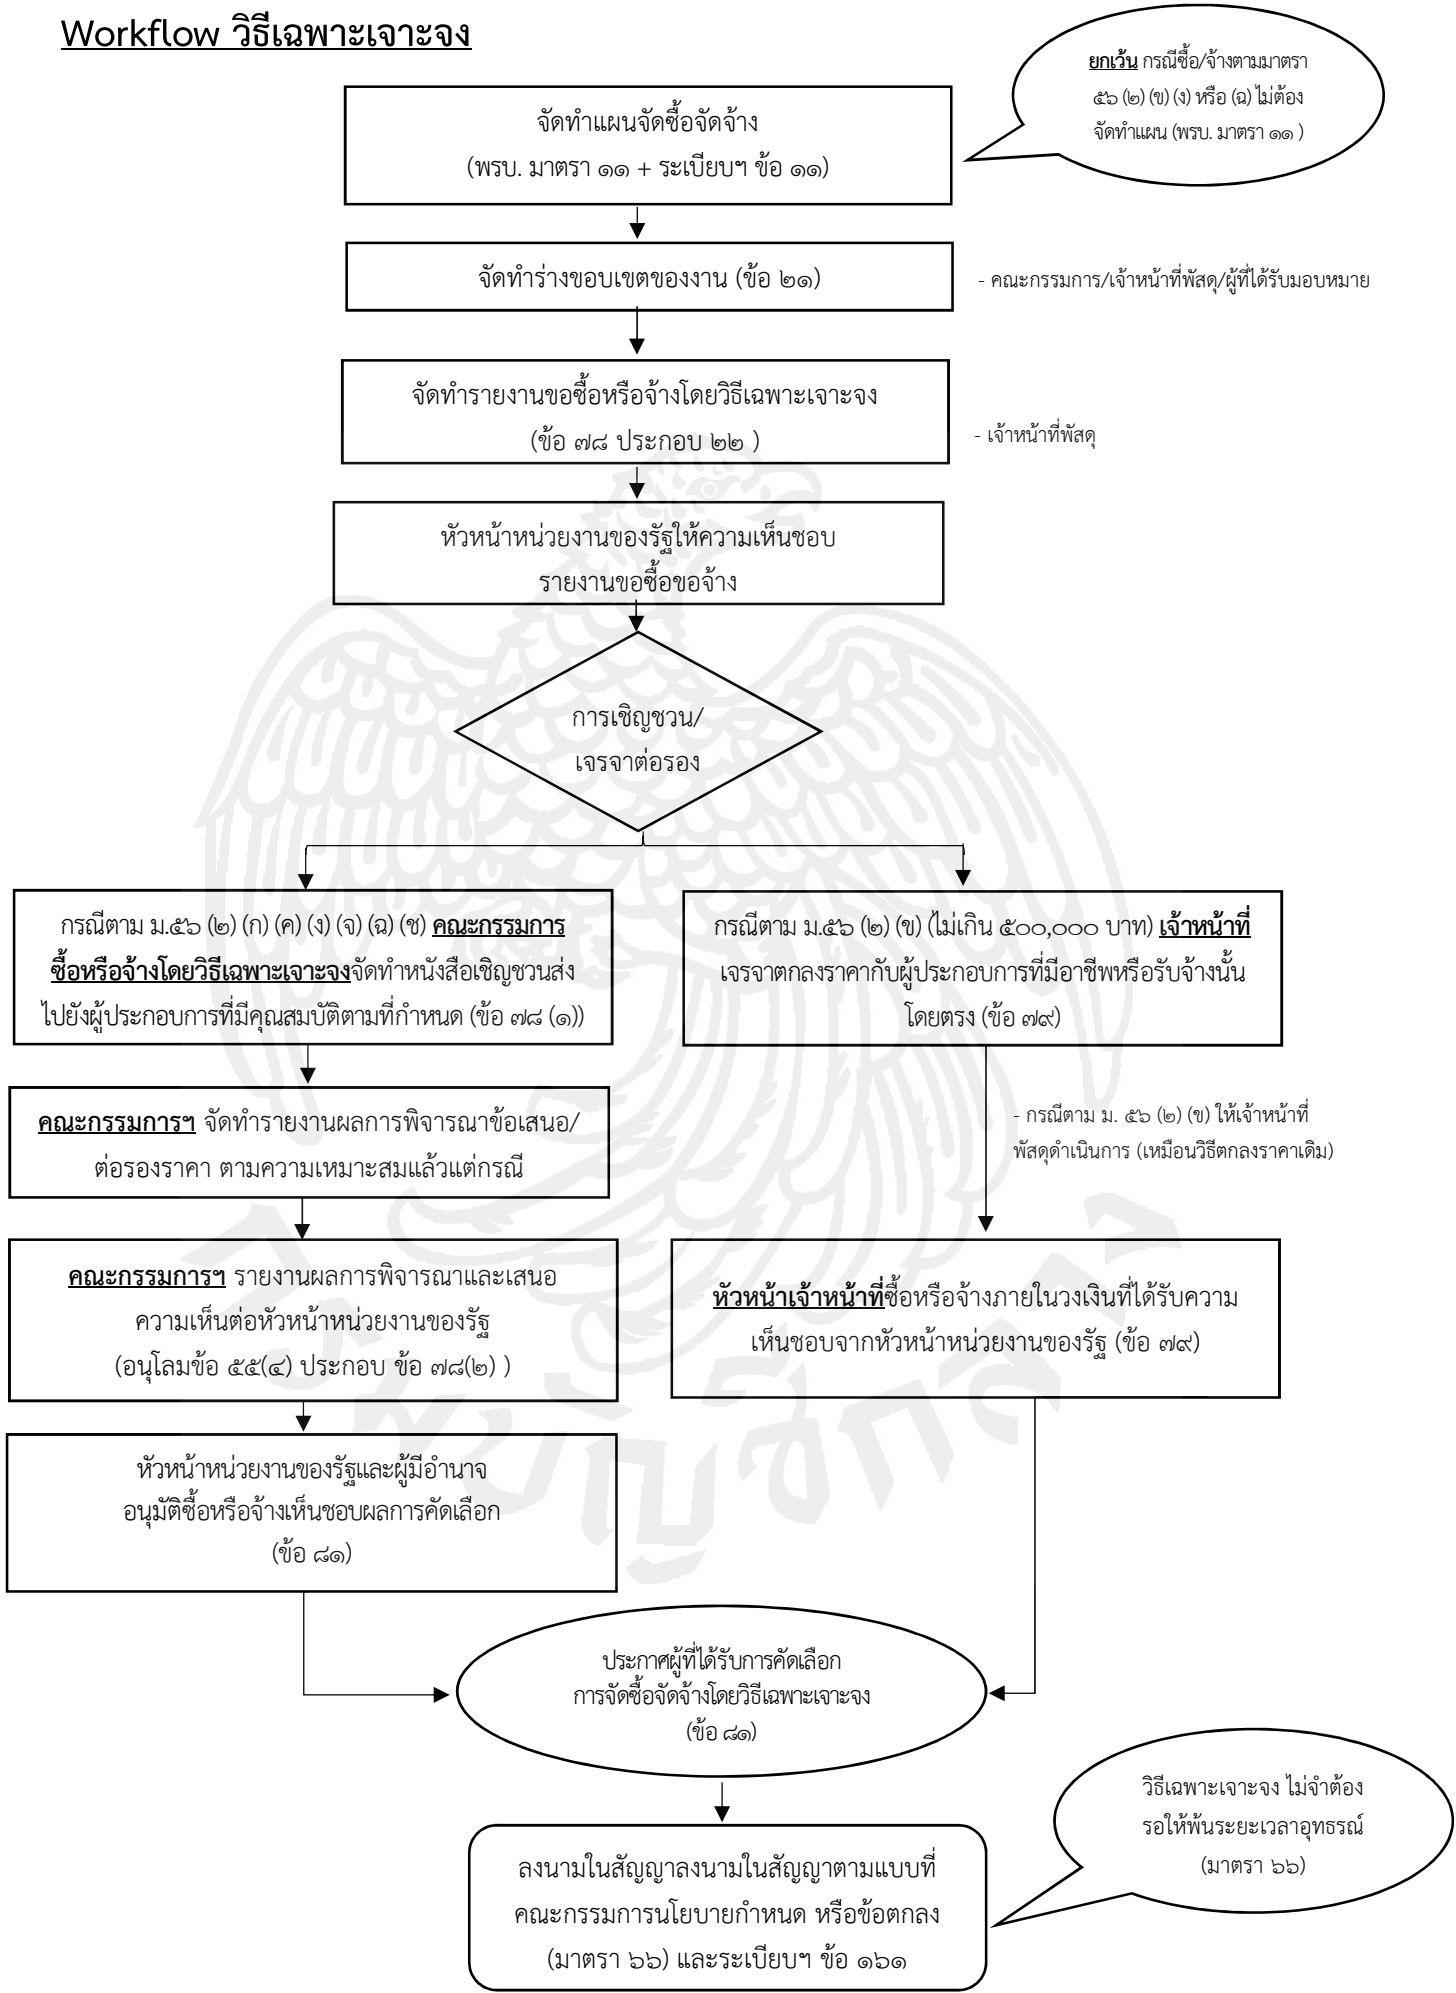 Workflow วิธีเฉพาะเจาะจง
ยกเว้น กรณีซื้อ/จ้างตามมาตรา
๕๖ (๒) (ข) (ง) หรือ (ฉ) ไม่ต้อง
จัดทำแผน (พรบ. มาตรา ๑๑ )
จัดทำแผนจัดซื้อจัดจ้าง
(พรบ. มาตรา ๑๑ + ระเบียบฯ ข้อ ๑๑)
จัดทำร่างขอบเขตของงาน (ข้อ ๒๑)
- คณะกรรมการ/เจ้าหน้าที่พัสดุ/ผู้ที่ได้รับมอบหมาย
จัดทำรายงานขอซื้อหรือจ้างโดยวิธีเฉพาะเจาะจง
(ข้อ ๗๘ ประกอบ ๒๒ )
- เจ้าหน้าที่พัสดุ
หัวหน้าหน่วยงานของรัฐให้ความเห็นชอบ
รายงานขอซื้อขอจ้าง
การเชิญชวน/
เจรจาต่อรอง
กรณีตาม ม.๕๖ (๒) (ก) (ค) (ง) (จ) (ฉ) (ช) คณะกรรมการ
ซื้อหรือจ้างโดยวิธีเฉพาะเจาะจงจัดทำหนังสือเชิญชวนส่ง
ไปยังผู้ประกอบการที่มีคุณสมบัติตามที่กำหนด (ข้อ ๗๘ (๑))
กรณีตาม ม.๕๖ (๒) (ข) (ไม่เกิน ๕๐๐,๐๐๐ บาท) เจ้าหน้าที่
เจรจาตกลงราคากับผู้ประกอบการที่มีอาชีพหรือรับจ้างนั้น
โดยตรง (ข้อ ๗๙)
คณะกรรมการฯ จัดทำรายงานผลการพิจารณาข้อเสนอ/
ต่อรองราคา ตามความเหมาะสมแล้วแต่กรณี
- กรณีตาม ม. ๕๖ (๒) (ข) ให้เจ้าหน้าที่
พัสดุดำเนินการ (เหมือนวิธีตกลงราคาเดิม)
คณะกรรมการฯ รายงานผลการพิจารณาและเสนอ
ความเห็นต่อหัวหน้าหน่วยงานของรัฐ
(อนุโลมข้อ ๕๕(๔) ประกอบ ข้อ ๗๘(๒) )
หัวหน้าเจ้าหน้าที่ซื้อหรือจ้างภายในวงเงินที่ได้รับความ
เห็นชอบจากหัวหน้าหน่วยงานของรัฐ (ข้อ ๗๙)
หัวหน้าหน่วยงานของรัฐและผู้มีอำนาจ
อนุมัติซื้อหรือจ้างเห็นชอบผลการคัดเลือก
(ข้อ ๘๑)
ประกาศผู้ที่ได้รับการคัดเลือก
การจัดซื้อจัดจ้างโดยวิธีเฉพาะเจาะจง
(ข้อ ๘๑)
วิธีเฉพาะเจาะจง ไม่จำต้อง
รอให้พ้นระยะเวลาอุทธรณ์
(มาตรา ๖๖)
ลงนามในสัญญาลงนามในสัญญาตามแบบที่
คณะกรรมการนโยบายกำหนด หรือข้อตกลง
(มาตรา ๖๖) และระเบียบฯ ข้อ ๑๖๑
กรมบัญชีกลาง